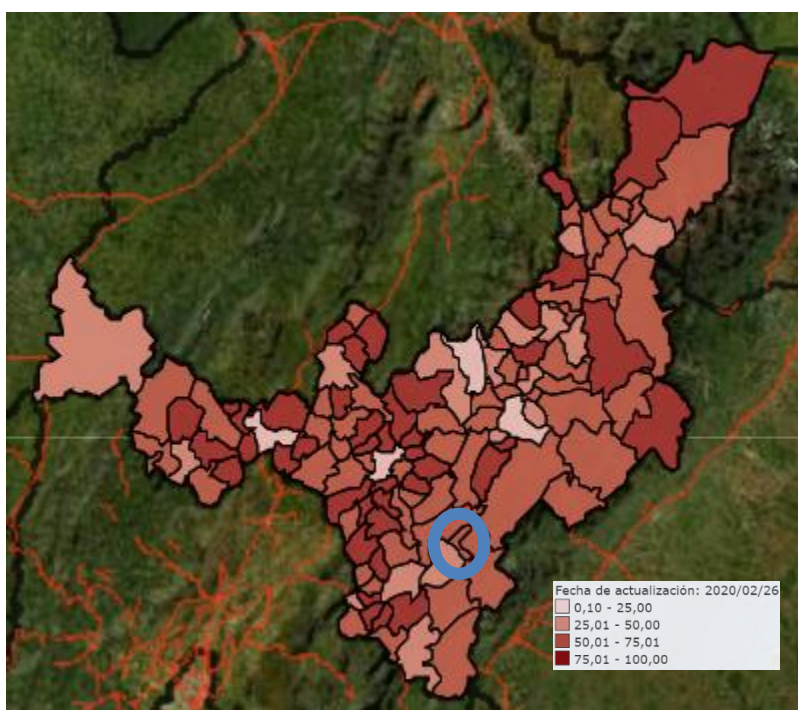 Fecha de actualización: 2020/02/26
0,10 - 25,00
25,01 - 50,00
50,01 - 75,01
75,01 - 100,00